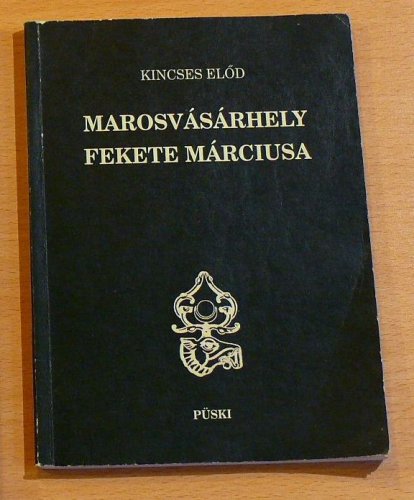 KINCSES ELŐD
MAROSVÁSÁRHELY
FEKETE MÁRCIUSA
PÜSKI